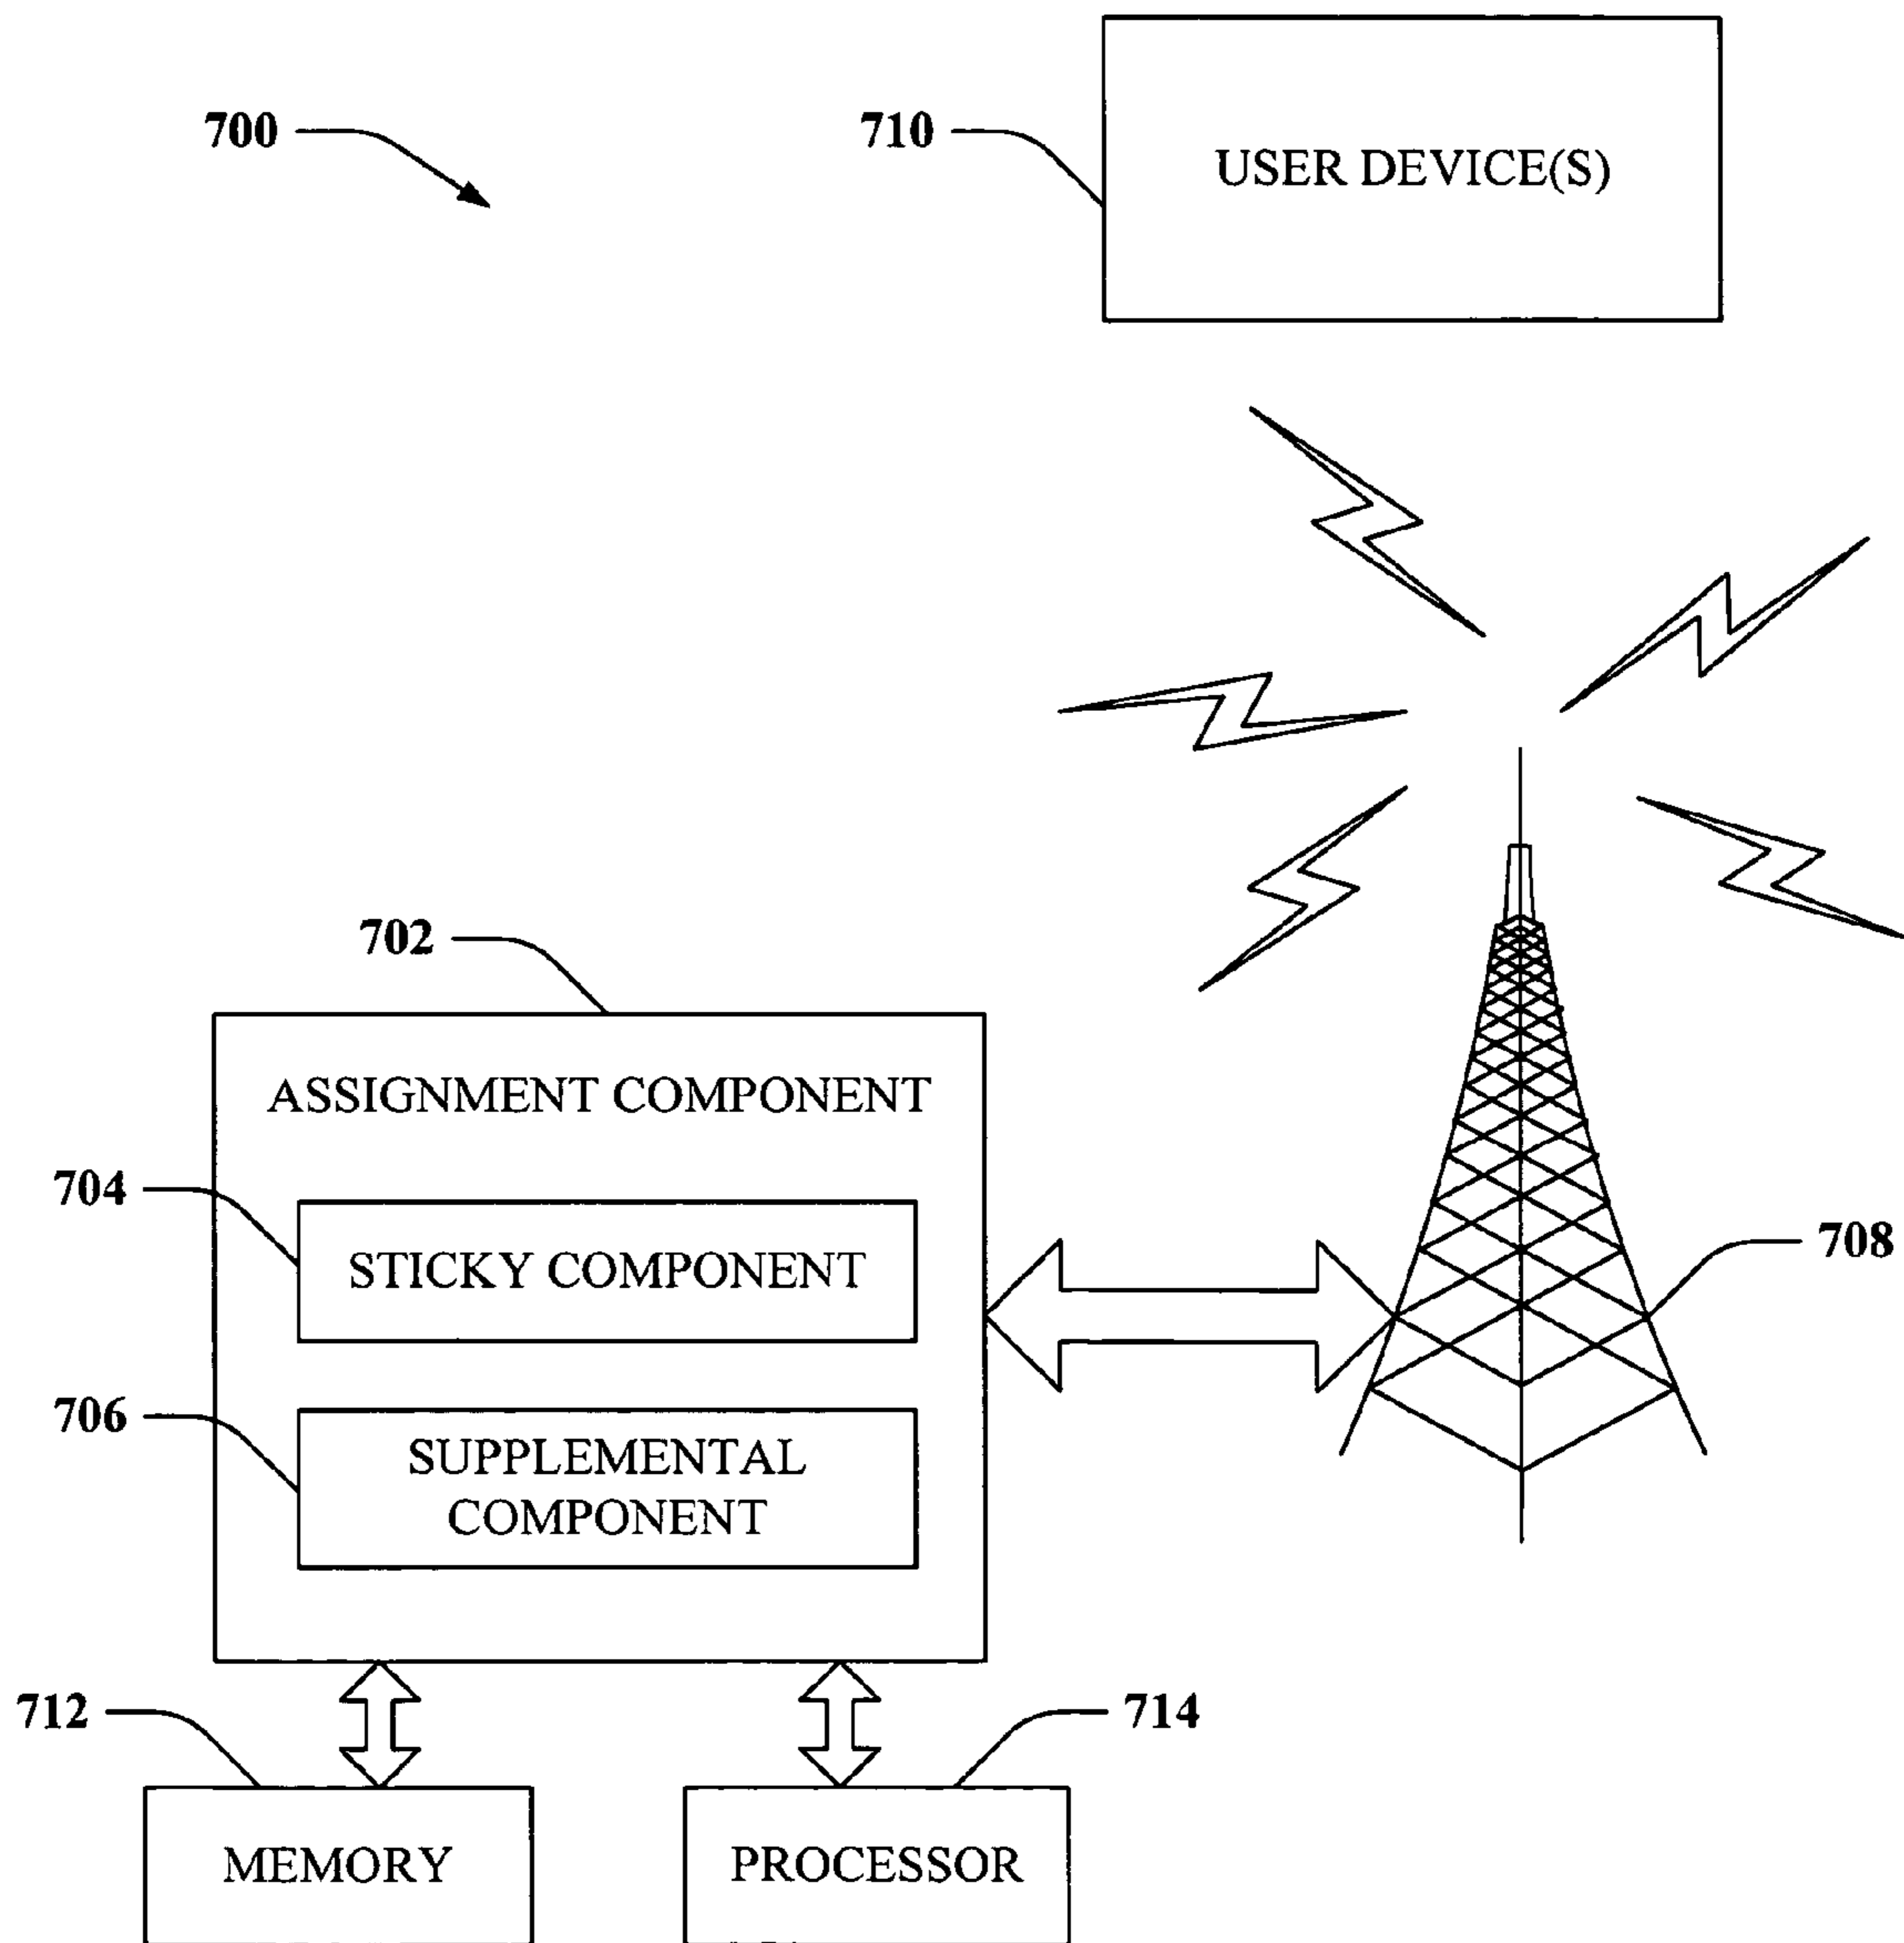 700
710
USER DEVICE(S)
702
ASSIGNMENT COMPONENT
704
STICKY COMPONENT
708
706
SUPPLEMENTAL
COMPONENT
712
714
MEMORY
PROCESSOR